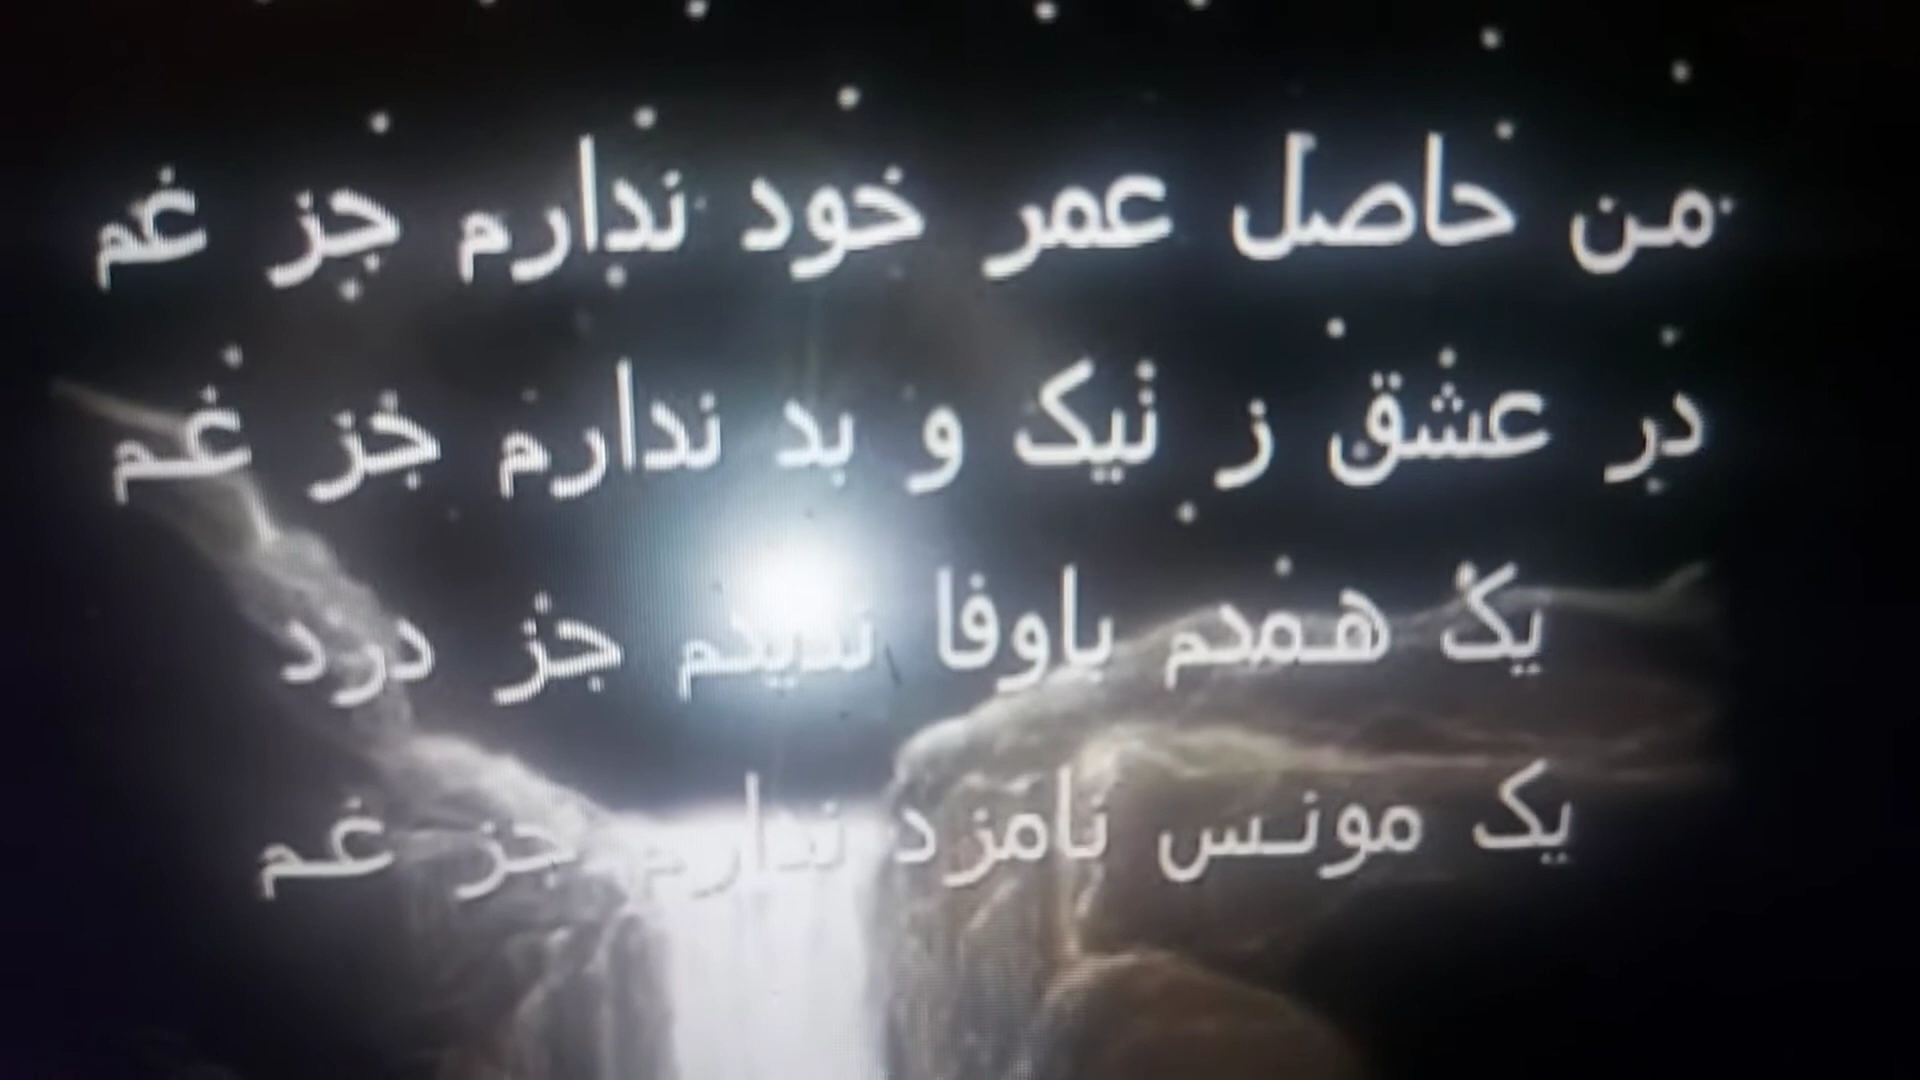 من حاصل عمر خود ندارم جز غم
در عشق ز نیک و بد ندارم جز غم
یک همدم باوفا ندیدم جز درد
یک مونس نامزد ندارم جز غم